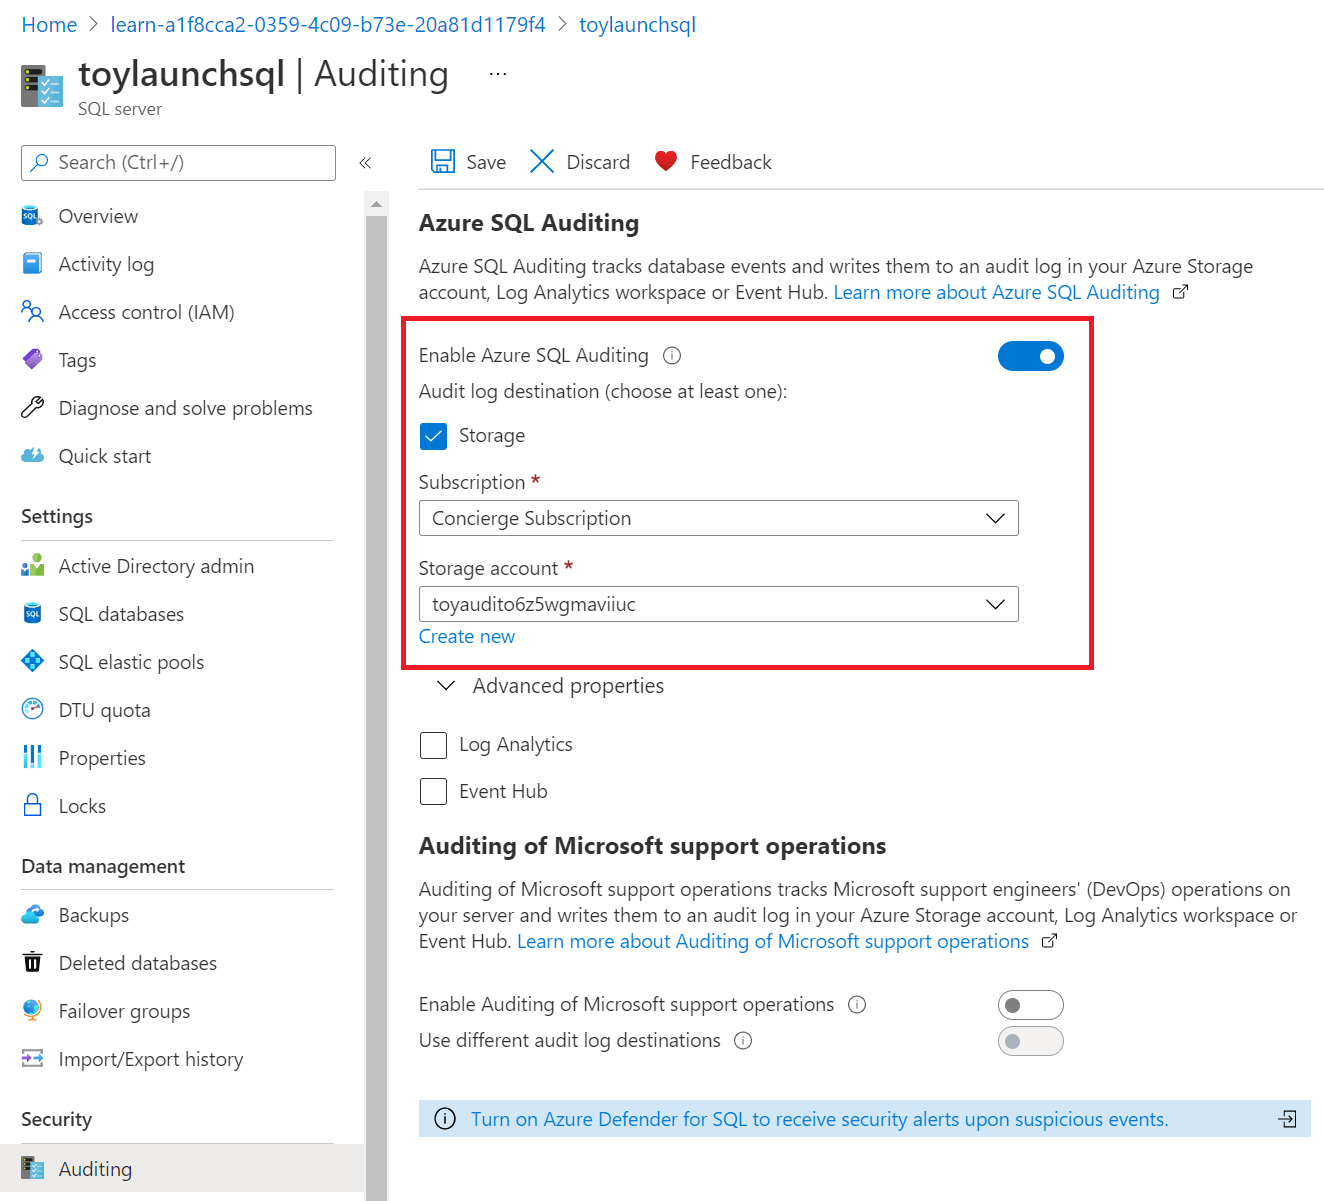 Home > learn-a1f8cca2-0359-4c09-b73e-20a81d1179f4 > toylaunchsql
toylaunchsql | Auditing ...
SQL server
Search (Ctrl+/)
«
Overview
Activity log
Access control (IAM)
Tags
Diagnose and solve problems
Quick start
Settings
Active Directory admin
SQL databases
SQL elastic pools
DTU quota
Properties
Locks
Data management
Backups
Deleted databases
Failover groups
Import/Export history
Security
Auditing
Save Discard Feedback
Azure SQL Auditing
Azure SQL Auditing tracks database events and writes them to an audit log in your Azure Storage
account, Log Analytics workspace or Event Hub. Learn more about Azure SQL Auditing
Enable Azure SQL Auditing
Audit log destination (choose at least one):
Storage
Subscription *
Concierge Subscription
Storage account *
toyaudito6z5wgmaviiuc
Create new
Advanced properties
Log Analytics
Event Hub
Auditing of Microsoft support operations
Auditing of Microsoft support operations tracks Microsoft support engineers' (DevOps) operations on
your server and writes them to an audit log in your Azure Storage account, Log Analytics workspace or
Event Hub. Learn more about Auditing of Microsoft support operations
Enable Auditing of Microsoft support operations
Use different audit log destinations
Turn on Azure Defender for SQL to receive security alerts upon suspicious events.